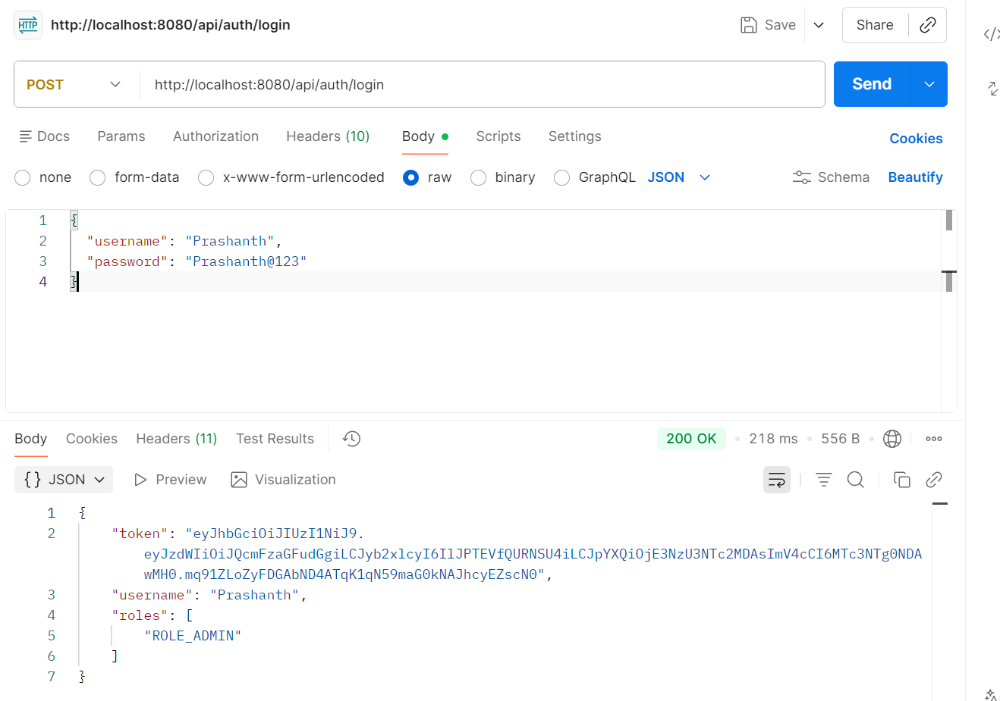 HTTP http://localhost:8080/api/auth/login Save Share
POST http://localhost:8080/api/auth/login Send
Docs Params Authorization Headers (10) Body Scripts Settings Cookies
none form-data x-www-form-urlencoded raw binary GraphQL JSON Schema Beautify
1 {
2 "username": "Prashanth",
3 "password": "Prashanth@123"
4 }
Body Cookies Headers (11) Test Results 200 OK 218 ms 556 B
{} JSON Preview Visualization
1 {
2 "token": "eyJhbGciOiJIUzI1NiJ9.
eyJzdWIiOiJQcmFzaGFudGgiLCJyb2xlcyI6IlJPTEVfQURNSU4iLCJpYXQiOjE3NzU3NTc2MDAsImV4cCI6MTc3NTg0NDA
wMH0.mq91ZLoZyFDGAbND4ATqK1qN59maG0kNAJhcyEZscN0",
3 "username": "Prashanth",
4 "roles": [
5 "ROLE_ADMIN"
6 ]
7 }